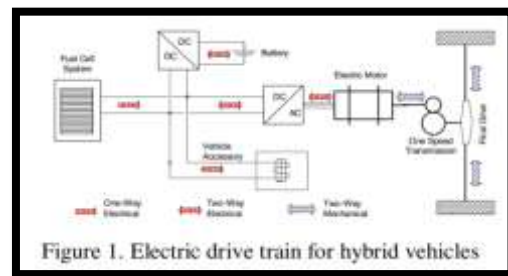 DC
DC
Battery
Fuel Cell
System
Electric Motor
DC
AC
Final Drive
One Speed
Transmission
Vehicle
Accessory
One-Way
Electrical
Two-Way
Electrical
Two-Way
Mechanical
Figure 1. Electric drive train for hybrid vehicles